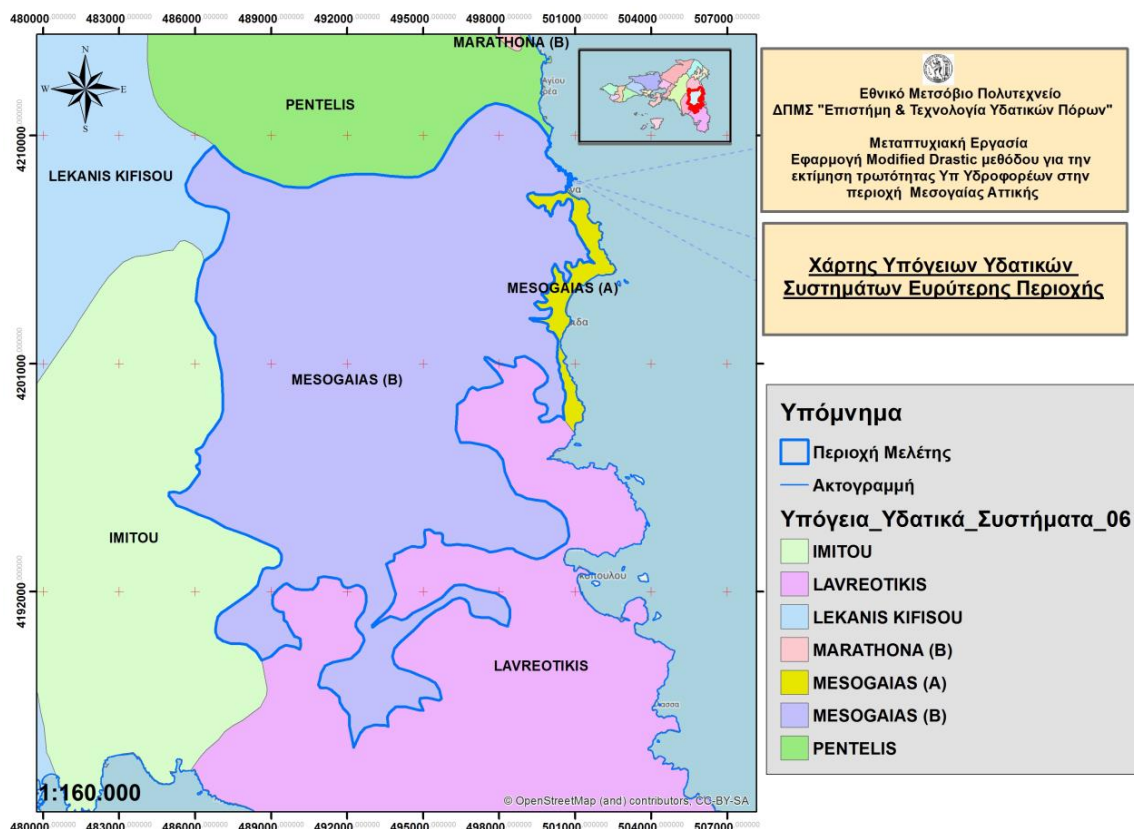 480000 483000 486000 489000 492000 495000 498000 501000 504000 507000
MARATHONA (B)
PENTELIS
LEKANIS KIFISOU
MESOGAIAS (A)
MESOGAIAS (B)
IMITOU
LAVREOTIKIS
N
W
E
S
4210000
4201000
4192000
1:160.000
© OpenStreetMap (and) contributors, CC-BY-SA
480000 483000 486000 489000 492000 495000 498000 501000 504000 507000
Εθνικό Μετσόβιο Πολυτεχνείο
ΔΠΜΣ "Επιστήμη & Τεχνολογία Υδατικών Πόρων"
Μεταπτυχιακή Εργασία
Εφαρμογή Modified Drastic μεθόδου για την
εκτίμηση τρωτότητας Υπ Υδροφορέων στην
περιοχή Μεσογαίας Αττικής
Χάρτης Υπόγειων Υδατικών
Συστημάτων Ευρύτερης Περιοχής
Υπόμνημα
Περιοχή Μελέτης
Ακτογραμμή
Υπόγεια_Υδατικά_Συστήματα_06
IMITOU
LAVREOTIKIS
LEKANIS KIFISOU
MARATHONA (B)
MESOGAIAS (A)
MESOGAIAS (B)
PENTELIS